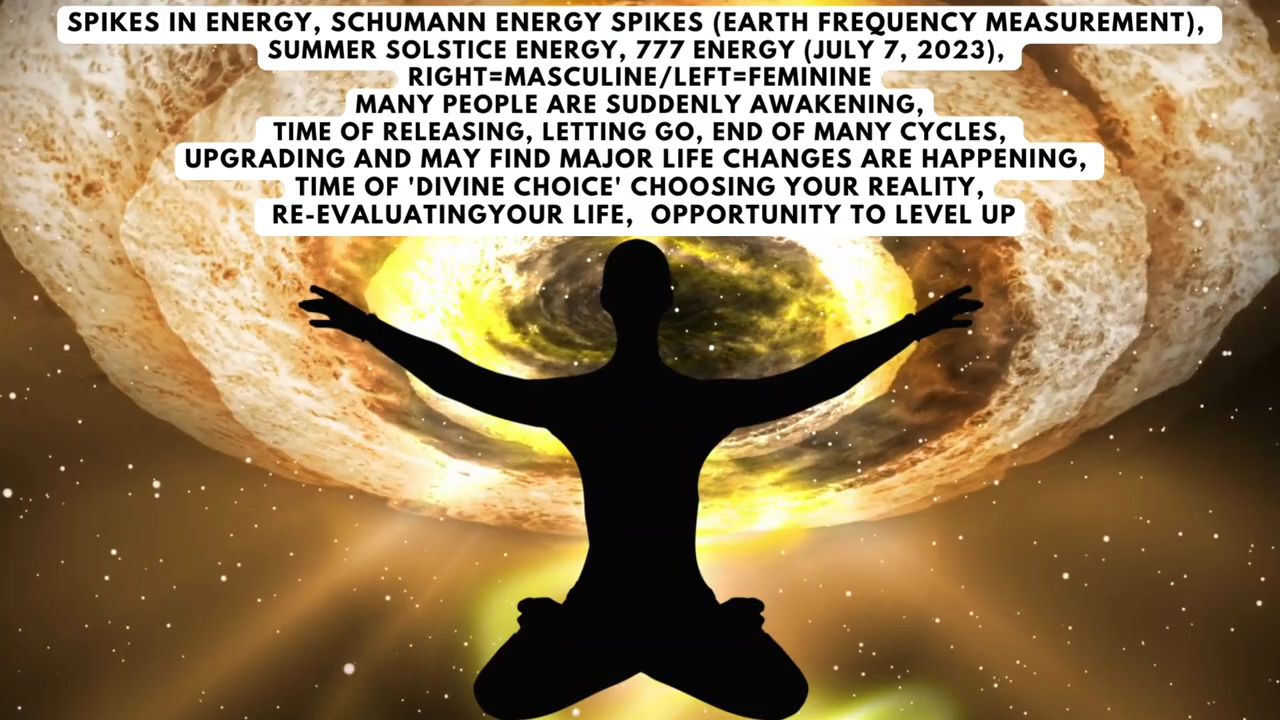 SPIKES IN ENERGY, SCHUMANN ENERGY SPIKES (EARTH FREQUENCY MEASUREMENT),
SUMMER SOLSTICE ENERGY, 777 ENERGY (JULY 7, 2023),
RIGHT=MASCULINE/LEFT=FEMININE
MANY PEOPLE ARE SUDDENLY AWAKENING,
TIME OF RELEASING, LETTING GO, END OF MANY CYCLES,
UPGRADING AND MAY FIND MAJOR LIFE CHANGES ARE HAPPENING,
TIME OF 'DIVINE CHOICE' CHOOSING YOUR REALITY,
RE-EVALUATINGYOUR LIFE, OPPORTUNITY TO LEVEL UP